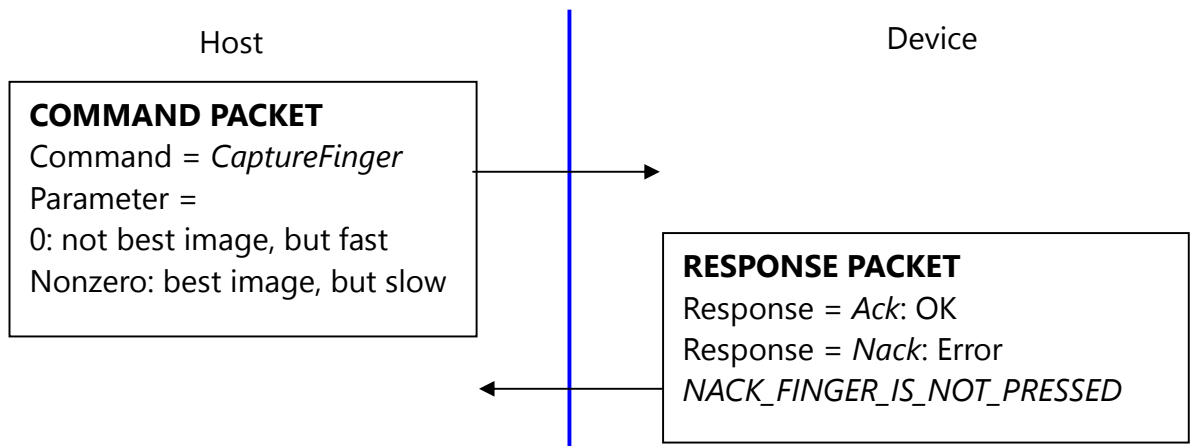 Host
Device
COMMAND PACKET
Command = CaptureFinger
Parameter =
0: not best image, but fast
Nonzero: best image, but slow
RESPONSE PACKET
Response = Ack: OK
Response = Nack: Error
NACK_FINGER_IS_NOT_PRESSED